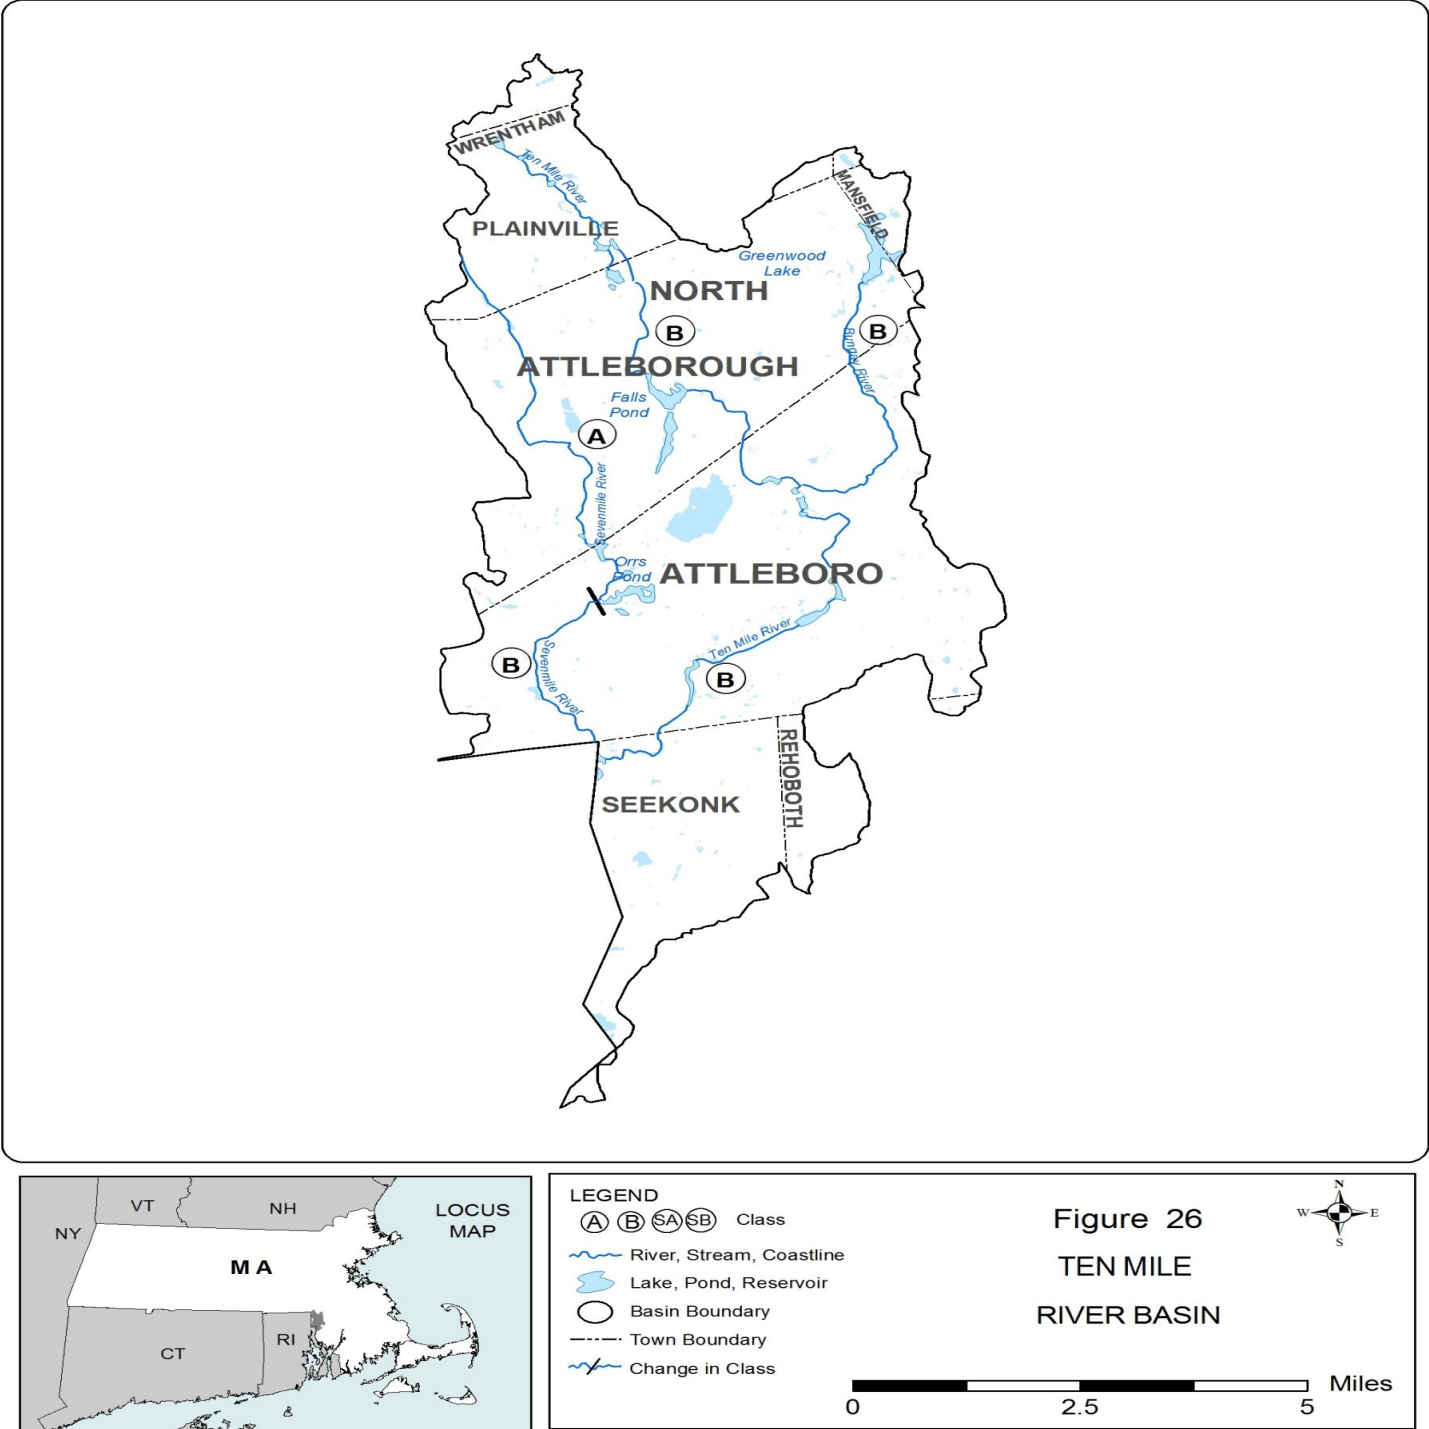 WRENTHAM
Ten Mile River
PLAINVILLE
MANSFIELD
Greenwood
Lake
NORTH
B
B
Bungay River
ATTLEBOROUGH
Falls
Pond
A
Sevenmile River
Orrs
Pond
ATTLEBORO
Ten Mile River
B
Sevenmile River
B
REHOBOTH
SEEKONK
NY
VT
NH
LOCUS
MAP
MA
CT
RI
LEGEND
A B SA SB Class
River, Stream, Coastline
Lake, Pond, Reservoir
Basin Boundary
Town Boundary
Change in Class
Figure 26
TEN MILE
RIVER BASIN
N
W E
S
Miles
0 2.5 5